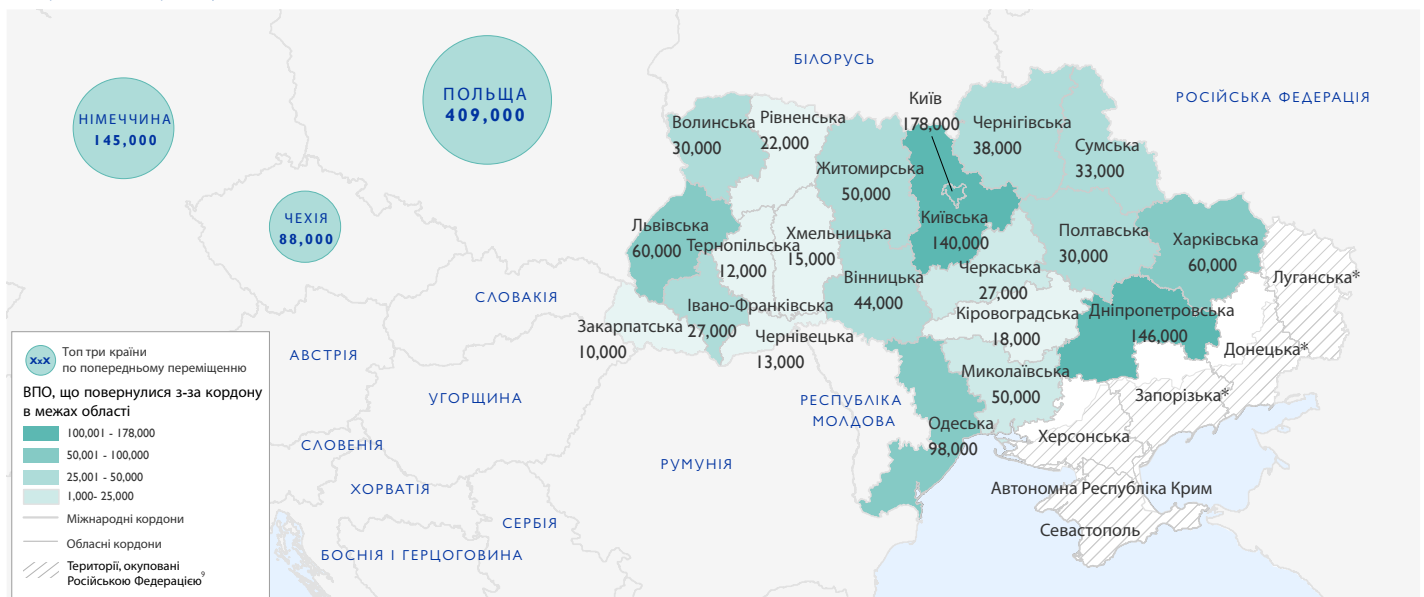 БІЛОРУСЬ
РОСІЙСЬКА ФЕДЕРАЦІЯ
НІМЕЧЧИНА
145,000
ПОЛЬЩА
409,000
ЧЕХІЯ
88,000
Волинська
30,000
Рівненська
22,000
Житомирська
50,000
Київ
178,000
Чернігівська
38,000
Сумська
33,000
Львівська
60,000
Тернопільська
12,000
Хмельницька
15,000
Київська
140,000
Полтавська
30,000
Харківська
60,000
Луганська*
Вінницька
44,000
Черкаська
27,000
Івано-Франківська
27,000
Закарпатська
10,000
Чернівецька
13,000
Кіровоградська
18,000
Дніпропетровська
146,000
Донецька*
Миколаївська
50,000
Запорізька*
Одеська
98,000
Херсонська
Автономна Республіка Крим
Севастополь
СЛОВАКІЯ
АВСТРІЯ
УГОРЩИНА
РЕСПУБЛІКА
МОЛДОВА
СЛОВЕНІЯ
РУМУНІЯ
ХОРВАТІЯ
СЕРБІЯ
БОСНІЯ І ГЕРЦОГОВИНА
xxx
Топ три країни
по попередньому переміщенню
ВПО, що повернулися з-за кордону
в межах області
100,001 - 178,000
50,001 - 100,000
25,001 - 50,000
1,000- 25,000
Міжнародні кордони
Обласні кордони
Території, окуповані
Російською Федерацією⁹